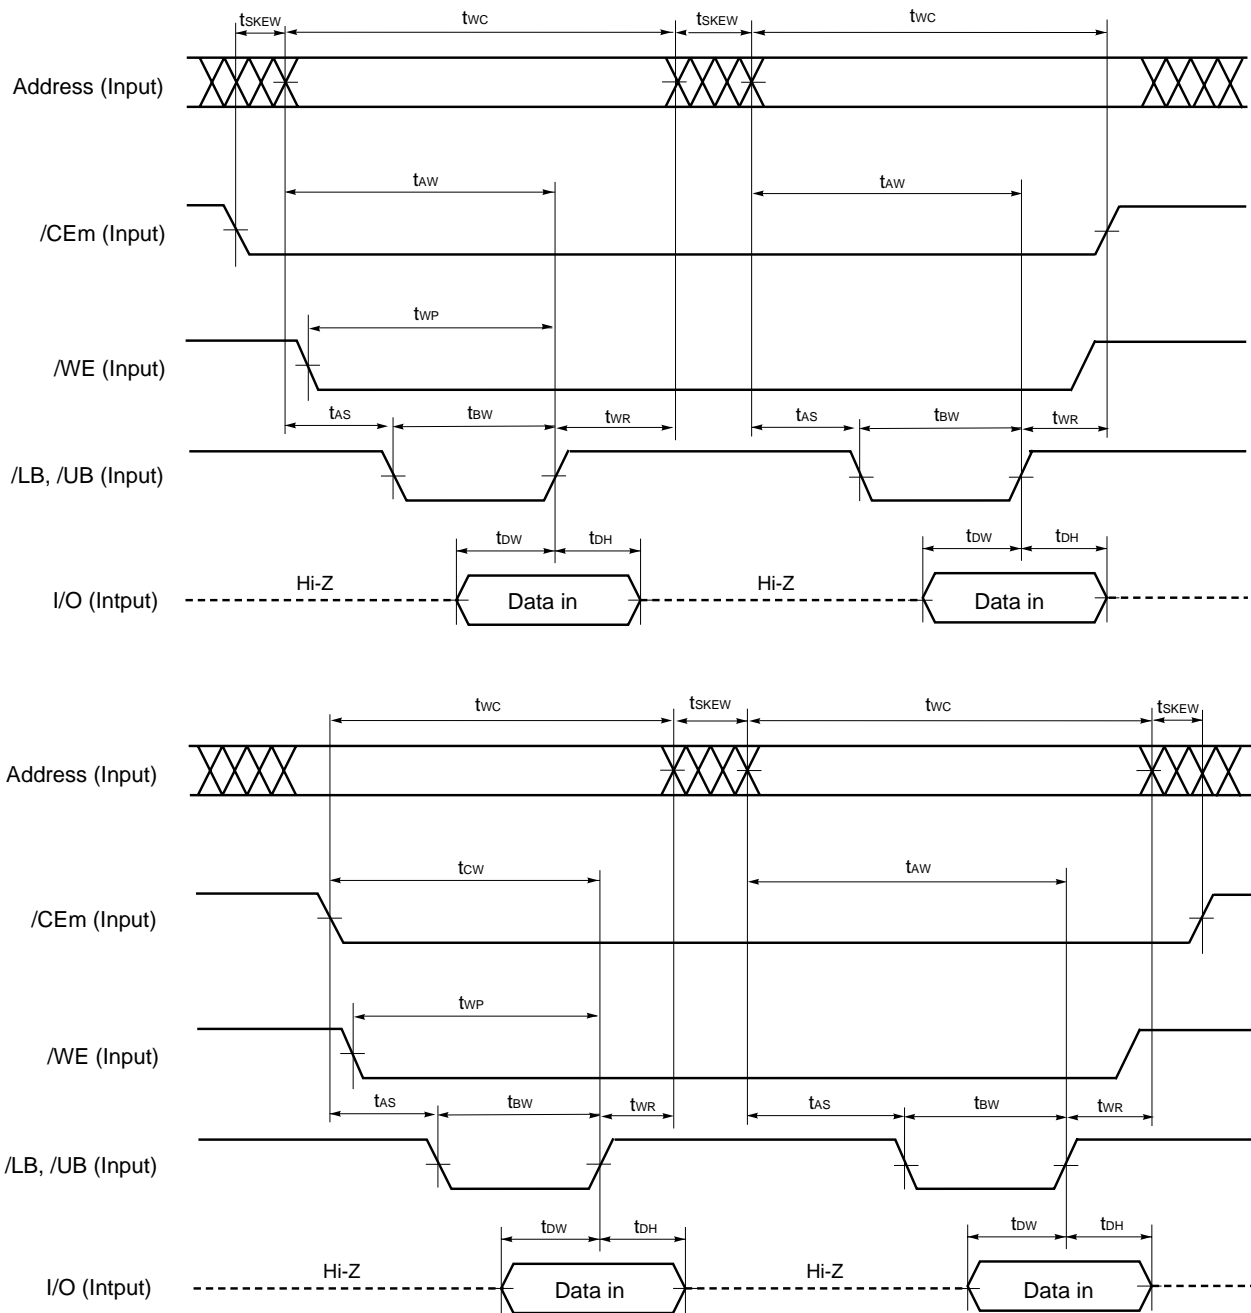 tSKEW tWC tSKEW tWC
Address (Input)
tAW tAW
/CEm (Input)
tWP
/WE (Input)
tAS tBW tWR tAS tBW tWR
/LB, /UB (Input)
tDW tDH tDW tDH
Hi-Z Hi-Z
I/O (Intput) Data in Data in
tWC tSKEW tWC tSKEW
Address (Input)
tCW tAW
/CEm (Input)
tWP
/WE (Input)
tAS tBW tWR tAS tBW tWR
/LB, /UB (Input)
tDW tDH tDW tDH
Hi-Z Hi-Z
I/O (Intput) Data in Data in